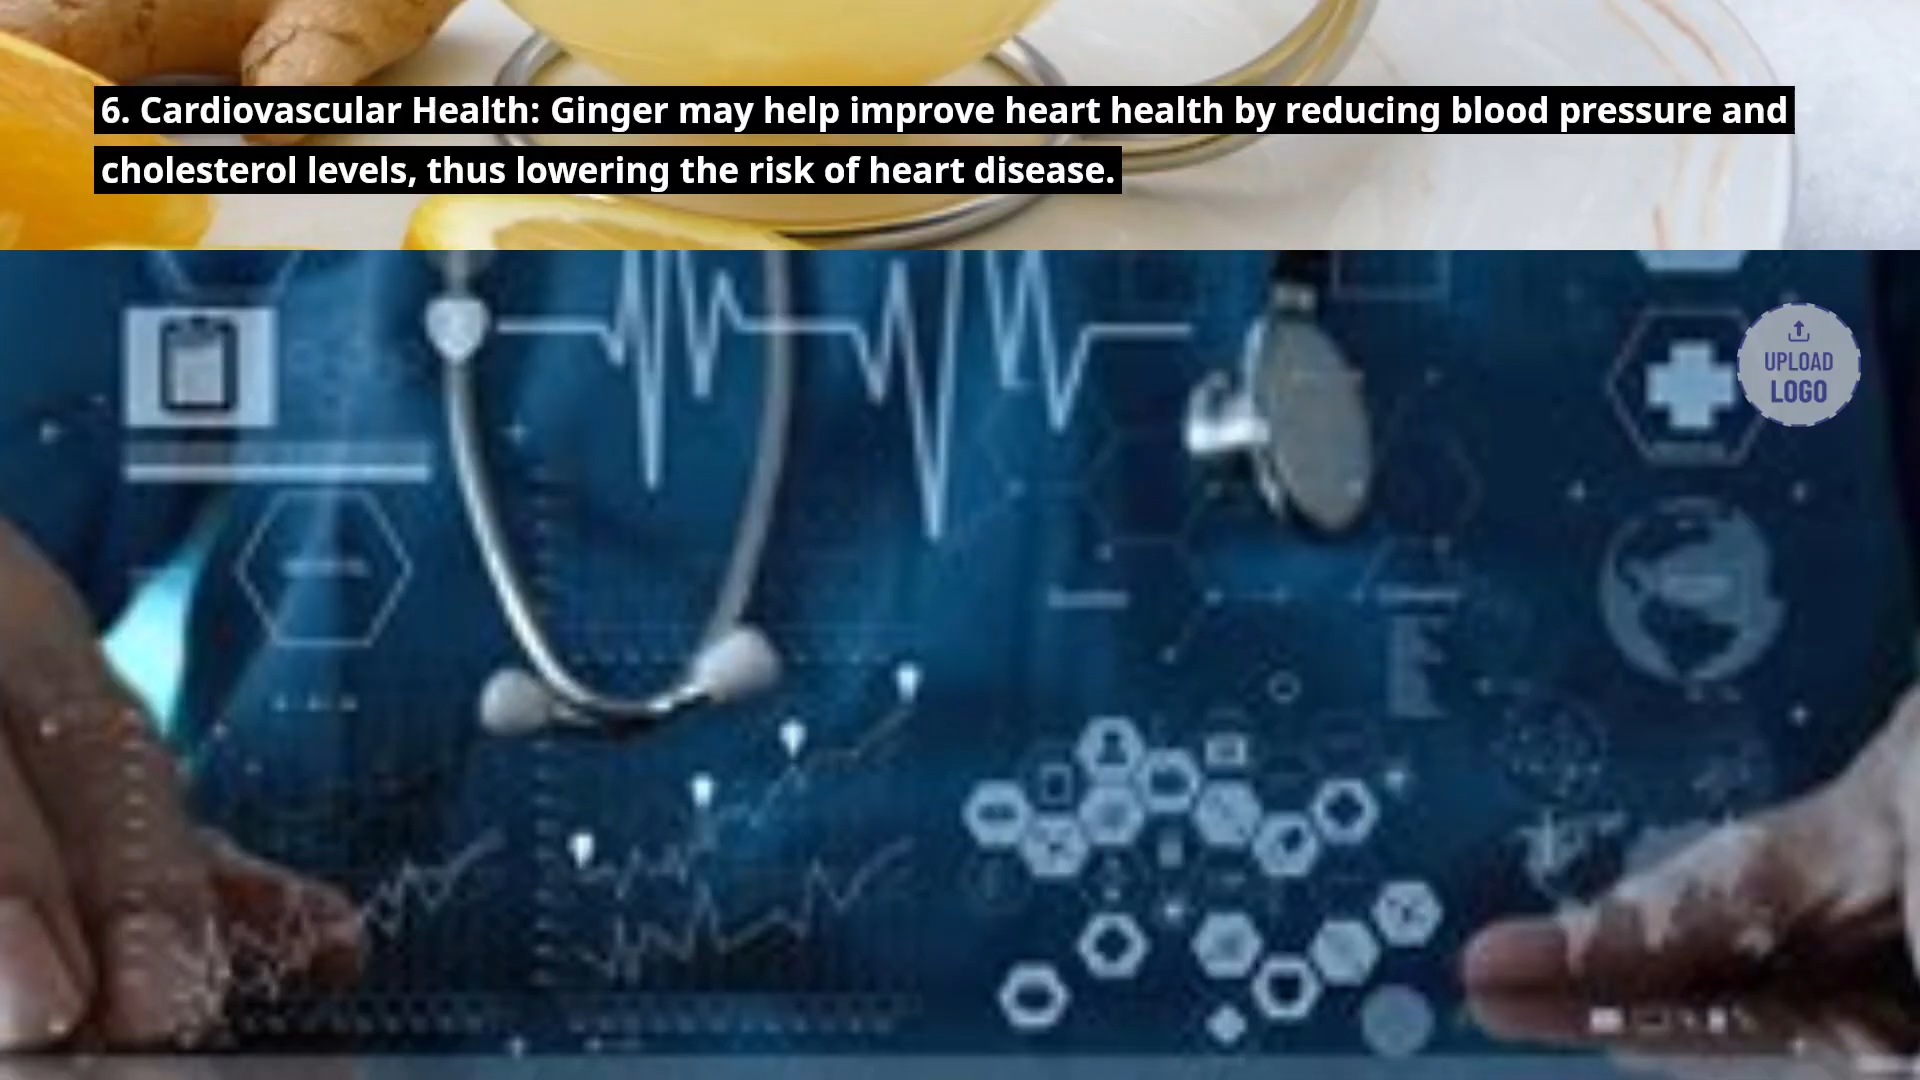 6. Cardiovascular Health: Ginger may help improve heart health by reducing blood pressure and
cholesterol levels, thus lowering the risk of heart disease.
UPLOAD
LOGO